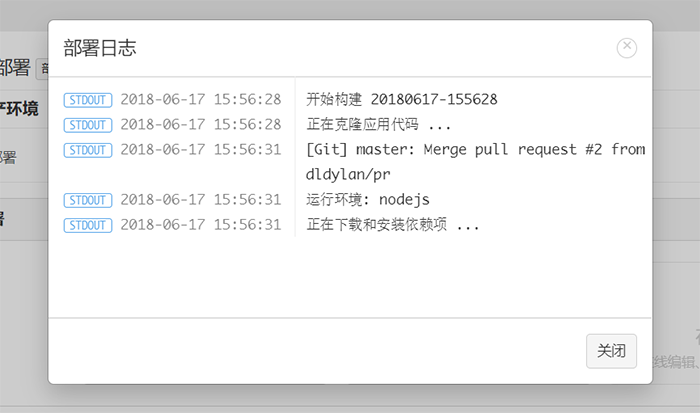 部署日志
部署
产环境
部署
署
STDOUT 2018-06-17 15:56:28 开始构建 20180617-155628
STDOUT 2018-06-17 15:56:28 正在克隆应用代码 ...
STDOUT 2018-06-17 15:56:31 [Git] master: Merge pull request #2 from
dldylan/pr
STDOUT 2018-06-17 15:56:31 运行环境: nodejs
STDOUT 2018-06-17 15:56:31 正在下载和安装依赖项 ...
关闭
线编辑、